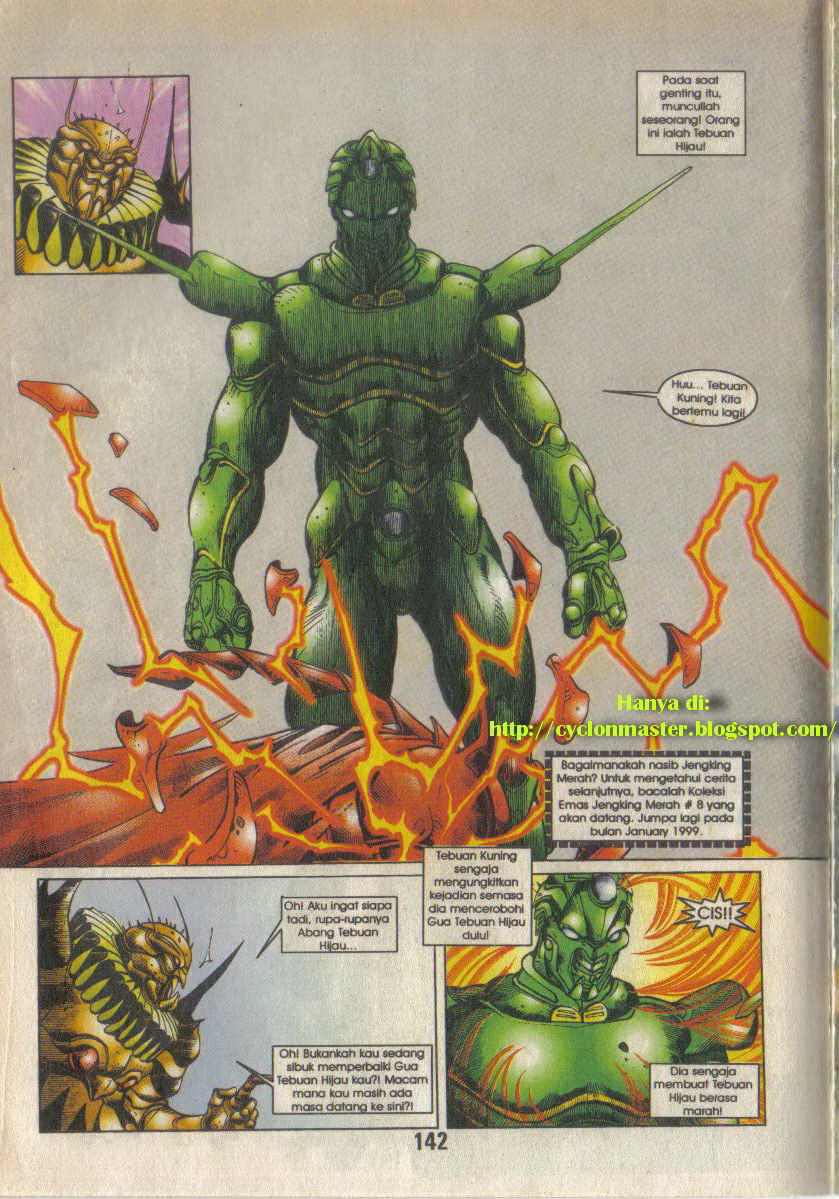 Pada saat
genting itu,
muncullah
seseorang! Orang
ini ialah Tebuan
Hijau!
Huu... Tebuan
Kuning! Kita
bertemu lagi!
Hanya di:
http://cyclonmaster.blogspot.com/
Bagaimanakah nasib Jengking
Merah? Untuk mengetahui cerita
selanjutnya, bacalah Koleksi
Emas Jengking Merah # 8 yang
akan datang. Jumpa lagi pada
bulan January 1999.
Oh! Aku ingat siapa
tadi, rupa-rupanya
Abang Tebuan
Hijau...
Oh! Bukankah kau sedang
sibuk memperbaiki Gua
Tebuan Hijau kau?! Macam
mana kau masih ada
masa datang ke sini?!
Tebuan Kuning
sengaja
mengungkitkan
kejadian semasa
dia mencerobohi
Gua Tebuan Hijau
dulu!
CIS!!
Dia sengaja
membuat Tebuan
Hijau berasa
marah!
142